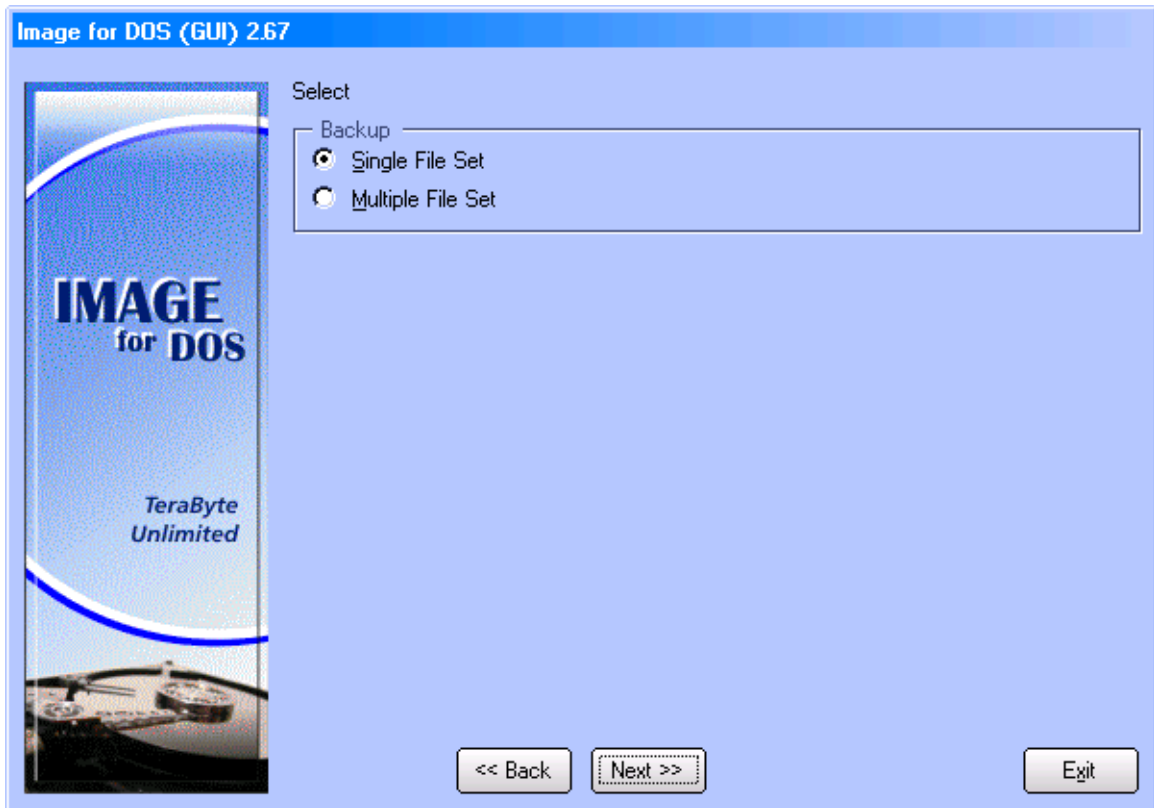 Image for DOS (GUI) 2.67
Select
Backup
Single File Set
Multiple File Set
IMAGE
for DOS
TeraByte
Unlimited
<< Back
Next >>
Exit